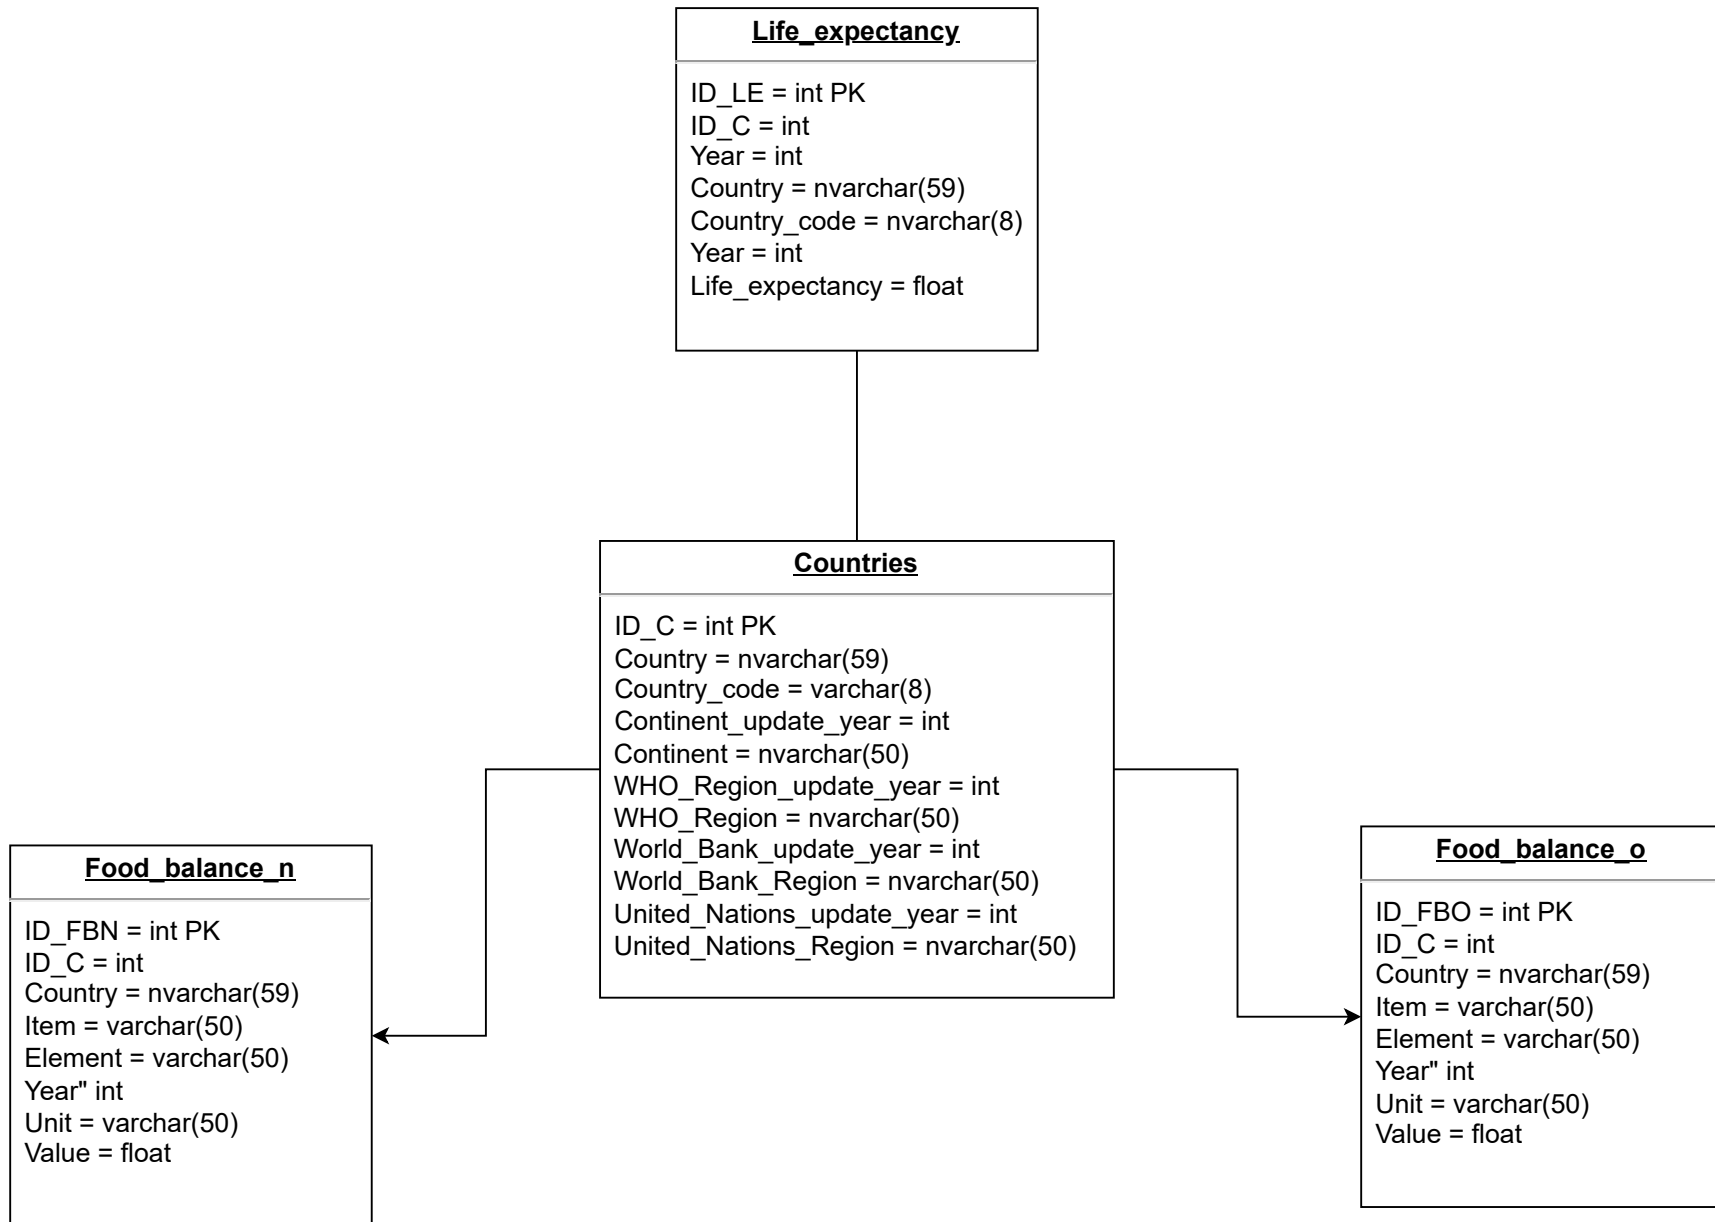 Life_expectancy
ID_LE = int PK
ID_C = int
Year = int
Country = nvarchar(59)
Country_code = nvarchar(8)
Year = int
Life_expectancy = float
Countries
ID_C = int PK
Country = nvarchar(59)
Country_code = varchar(8)
Continent_update_year = int
Continent = nvarchar(50)
WHO_Region_update_year = int
WHO_Region = nvarchar(50)
World_Bank_update_year = int
World_Bank_Region = nvarchar(50)
United_Nations_update_year = int
United_Nations_Region = nvarchar(50)
Food_balance_n
ID_FBN = int PK
ID_C = int
Country = nvarchar(59)
Item = varchar(50)
Element = varchar(50)
Year" int
Unit = varchar(50)
Value = float
Food_balance_o
ID_FBO = int PK
ID_C = int
Country = nvarchar(59)
Item = varchar(50)
Element = varchar(50)
Year" int
Unit = varchar(50)
Value = float